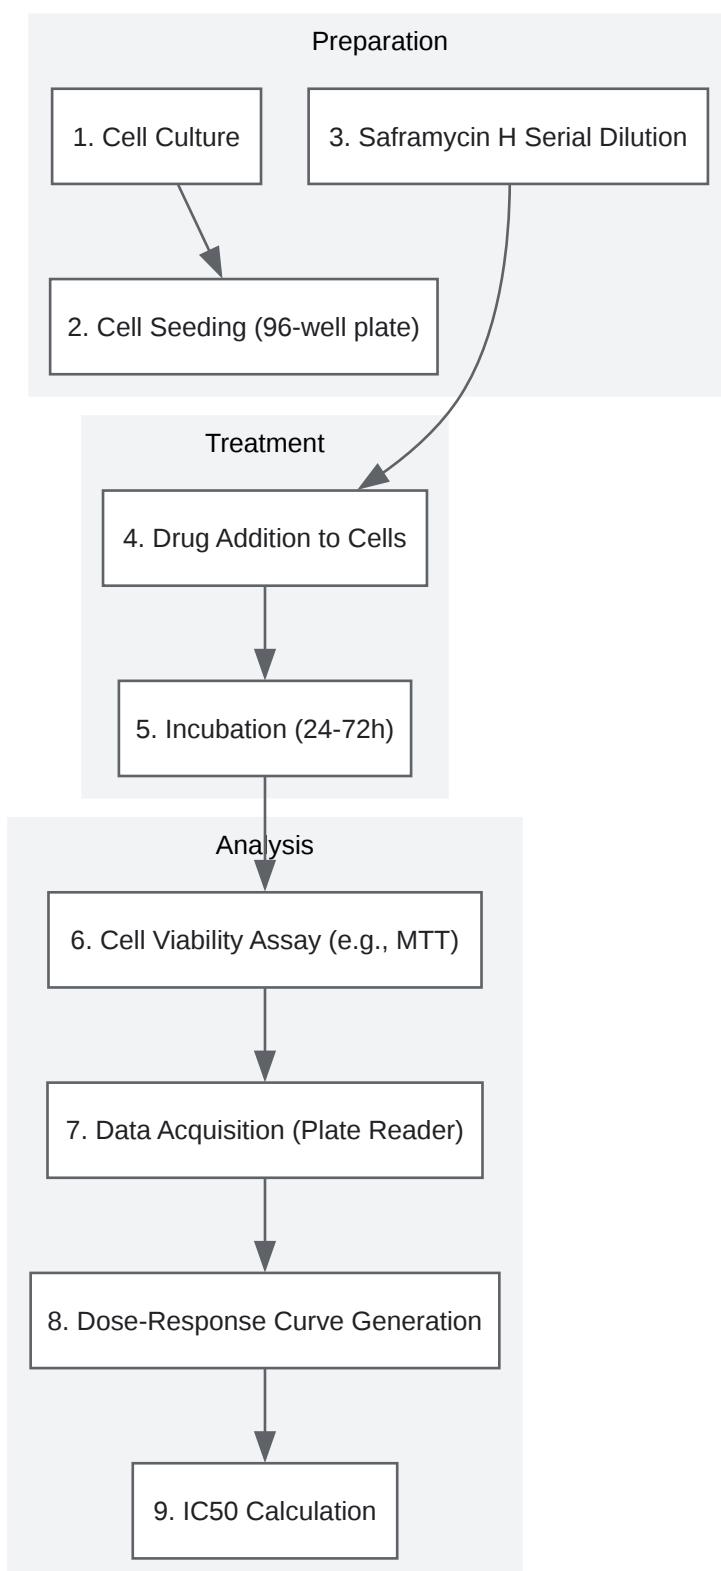 Preparation
1. Cell Culture
3. Saframycin H Serial Dilution
2. Cell Seeding (96-well plate)
Treatment
4. Drug Addition to Cells
5. Incubation (24-72h)
Analysis
6. Cell Viability Assay (e.g., MTT)
7. Data Acquisition (Plate Reader)
8. Dose-Response Curve Generation
9. IC50 Calculation